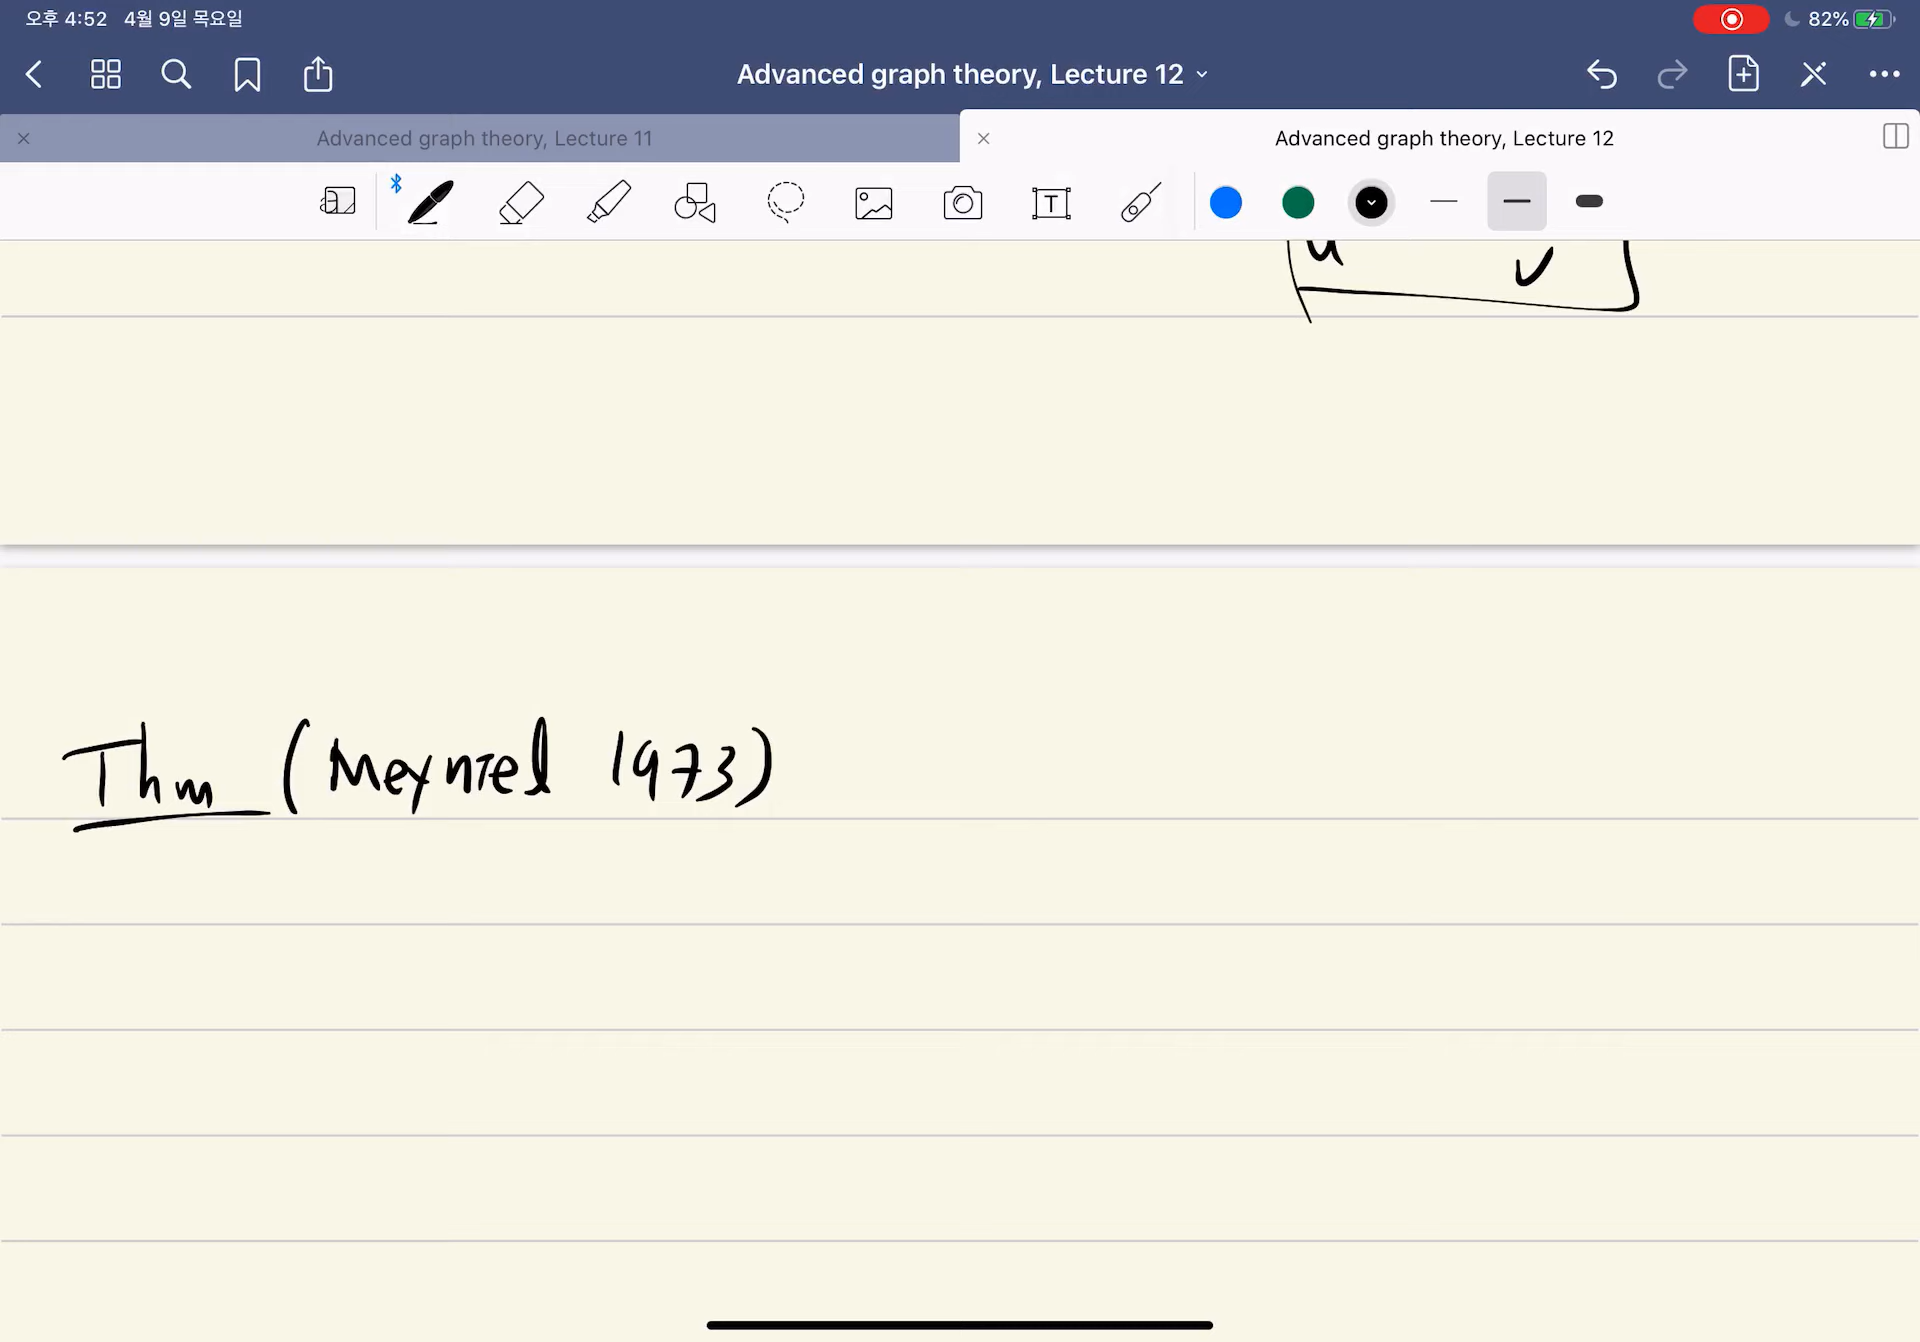 오후 4:52 4월 9일 목요일
82%
Advanced graph theory, Lecture 12
Advanced graph theory, Lecture 11
Advanced graph theory, Lecture 12
T
u v
Thm (Meyniel 1973)